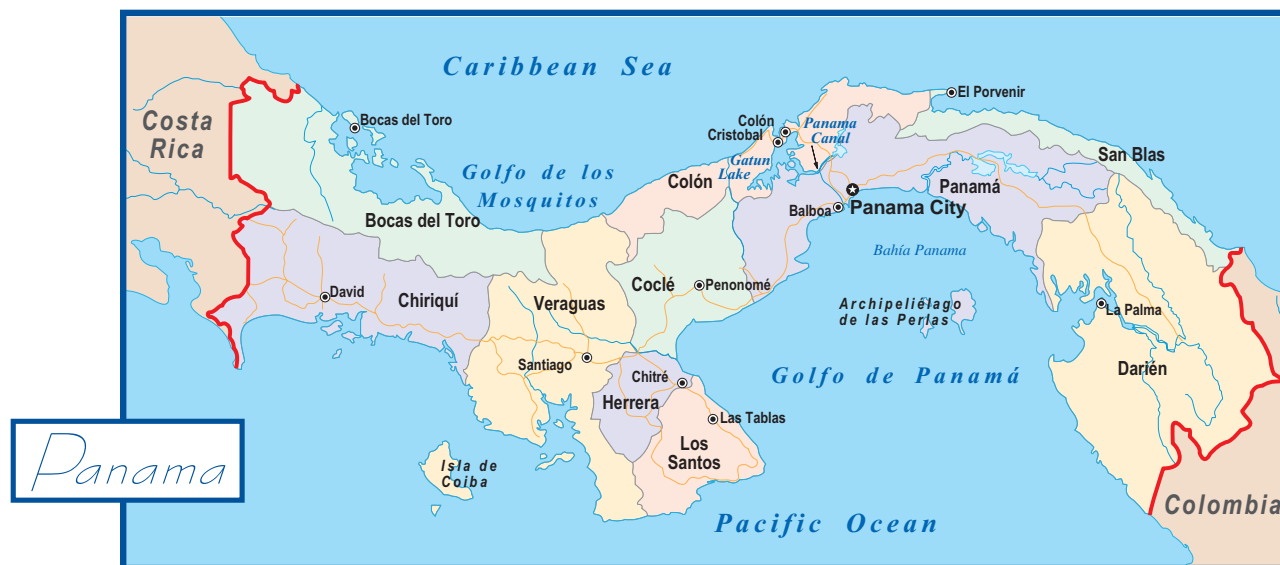 Caribbean Sea
Costa
Rica
Bocas del Toro
El Porvenir
Colón
Cristobal
Panama
Canal
Gatun
Lake
San Blas
Golfo de los
Mosquitos
Colón
Panamá
Bocas del Toro
Balboa
Panama City
Bahía Panama
David
Chiriquí
Veraguas
Coclé
Penonomé
Archipeliélago
de las Perlas
La Palma
Santiago
Chitré
Golfo de Panamá
Darién
Herrera
Las Tablas
Los
Santos
Panama
Isla de
Coiba
Colombia
Pacific Ocean